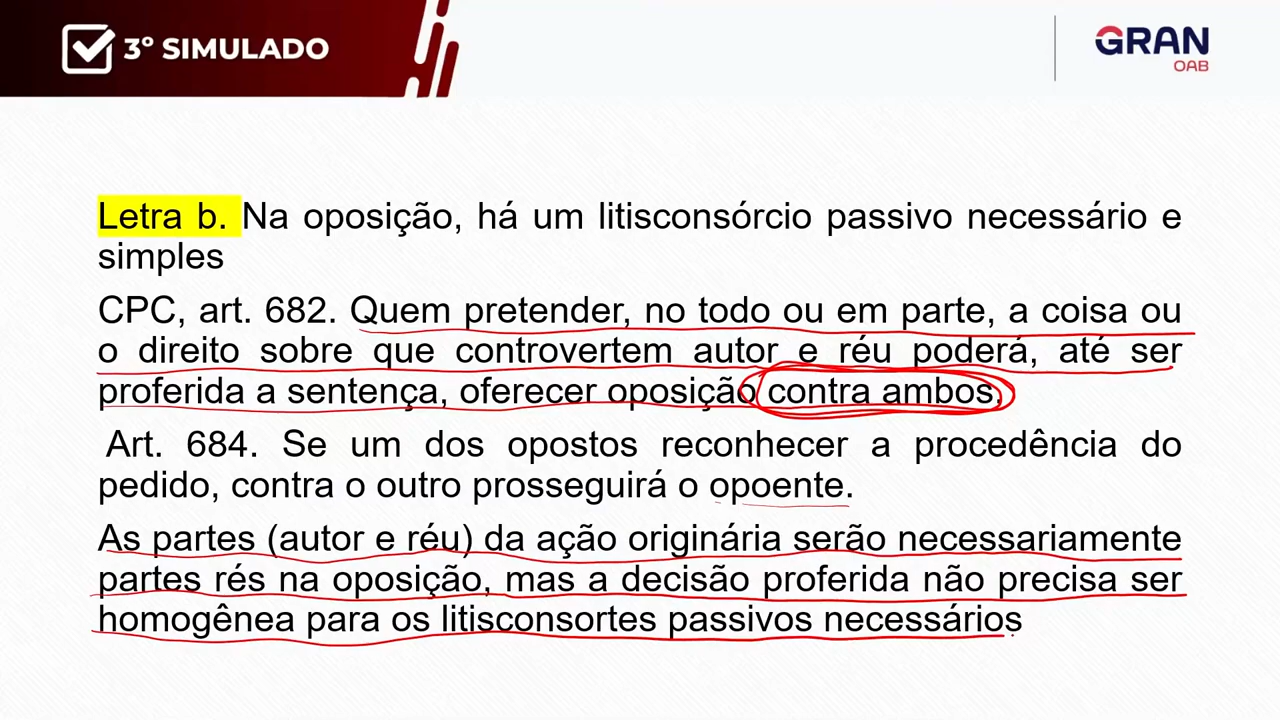 3º SIMULADO
GRAN
OAB
Letra b. Na oposição, há um litisconsórcio passivo necessário e
simples
CPC, art. 682. Quem pretender, no todo ou em parte, a coisa ou
o direito sobre que controvertem autor e réu poderá, até ser
proferida a sentença, oferecer oposição contra ambos.
Art. 684. Se um dos opostos reconhecer a procedência do
pedido, contra o outro prosseguirá o opoente.
As partes (autor e réu) da ação originária serão necessariamente
partes rés na oposição, mas a decisão proferida não precisa ser
homogênea para os litisconsortes passivos necessários